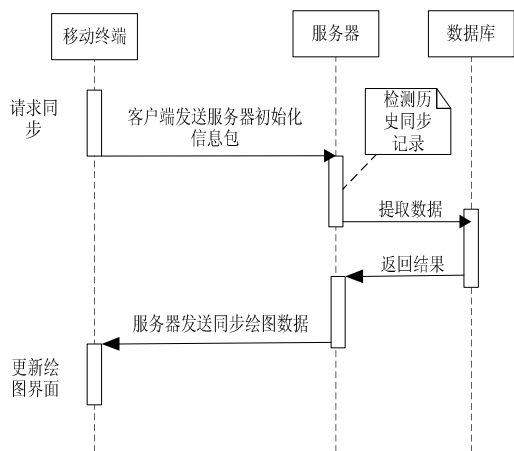 移动终端
服务器
数据库
请求同
步
客户端发送服务器初始化
信息包
检测历
史同步
记录
提取数据
返回结果
服务器发送同步绘图数据
更新绘
图界面